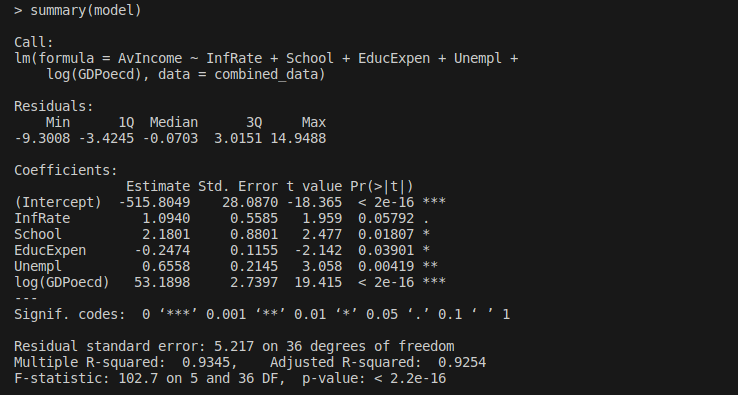 > summary(model)

Call:
lm(formula = AvIncome ~ InfRate + School + EducExpen + Unempl +
    log(GDPoecd), data = combined_data)

Residuals:
    Min      1Q  Median      3Q     Max
-9.3008 -3.4245 -0.0703  3.0151 14.9488

Coefficients:
              Estimate Std. Error t value Pr(>|t|)
(Intercept)  -515.8049    28.0870 -18.365  < 2e-16 ***
InfRate         1.0940     0.5585   1.959  0.05792 .
School          2.1801     0.8801   2.477  0.01807 *
EducExpen      -0.2474     0.1155  -2.142  0.03901 *
Unempl          0.6558     0.2145   3.058  0.00419 **
log(GDPoecd)   53.1898     2.7397  19.415  < 2e-16 ***
---
Signif. codes:  0 ‘***’ 0.001 ‘**’ 0.01 ‘*’ 0.05 ‘.’ 0.1 ‘ ’ 1

Residual standard error: 5.217 on 36 degrees of freedom
Multiple R-squared:  0.9345,    Adjusted R-squared:  0.9254
F-statistic: 102.7 on 5 and 36 DF,  p-value: < 2.2e-16